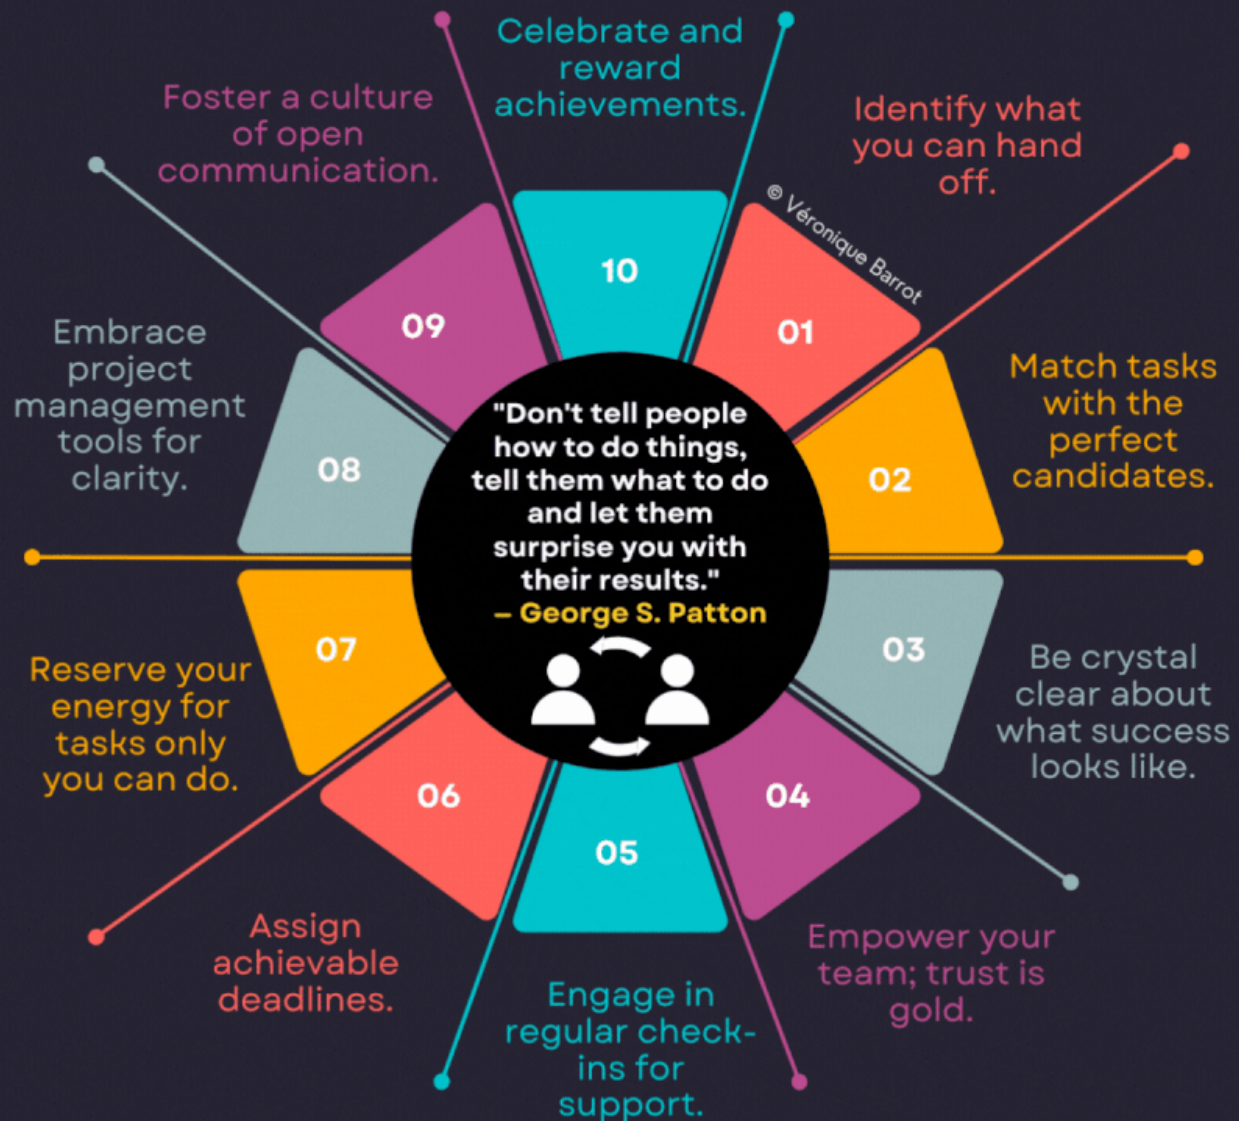 Celebrate and
reward
achievements.
10
Identify what
you can hand
off.
© Véronique Barrot
01
Match tasks
with the
perfect
candidates.
02
Be crystal
clear about
what success
looks like.
03
Empower your
team; trust is
gold.
04
Engage in
regular check-
ins for
support.
05
Assign
achievable
deadlines.
06
Reserve your
energy for
tasks only
you can do.
07
Embrace
project
management
tools for
clarity.
08
Foster a culture
of open
communication.
09
"Don't tell people
how to do things,
tell them what to do
and let them
surprise you with
their results."
– George S. Patton